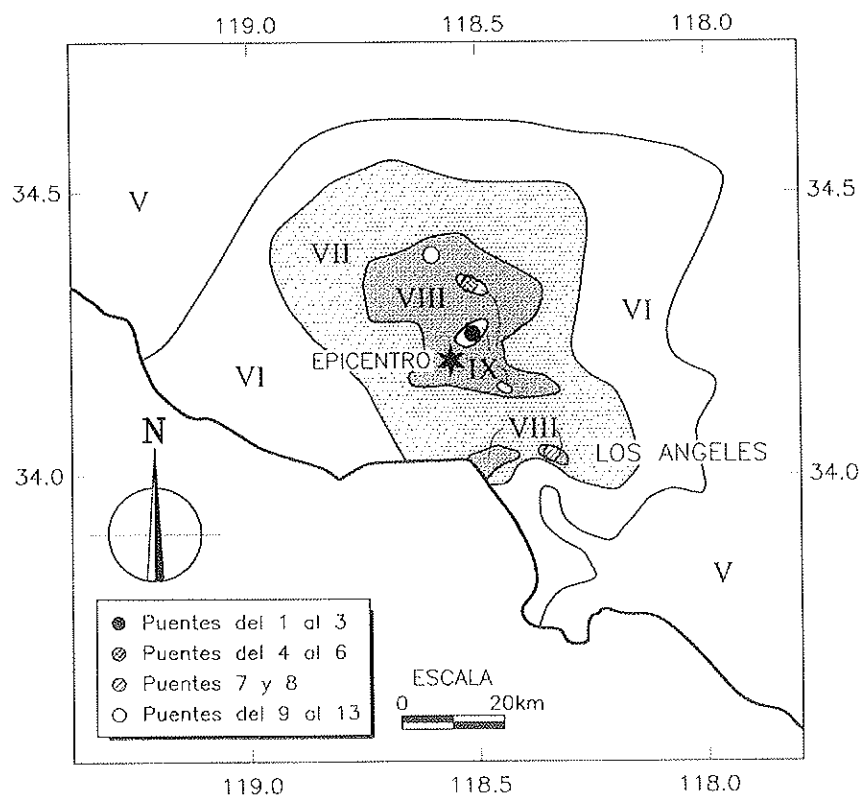 119.0 118.5 118.0
34.5 34.5
V
VII
VIII
VI
EPICENTRO IX
VI
VIII
LOS ANGELES
N
34.0 34.0
V
Puentes del 1 al 3
Puentes del 4 al 6
Puentes 7 y 8
Puentes del 9 al 13
ESCALA
0 20km
119.0 118.5 118.0